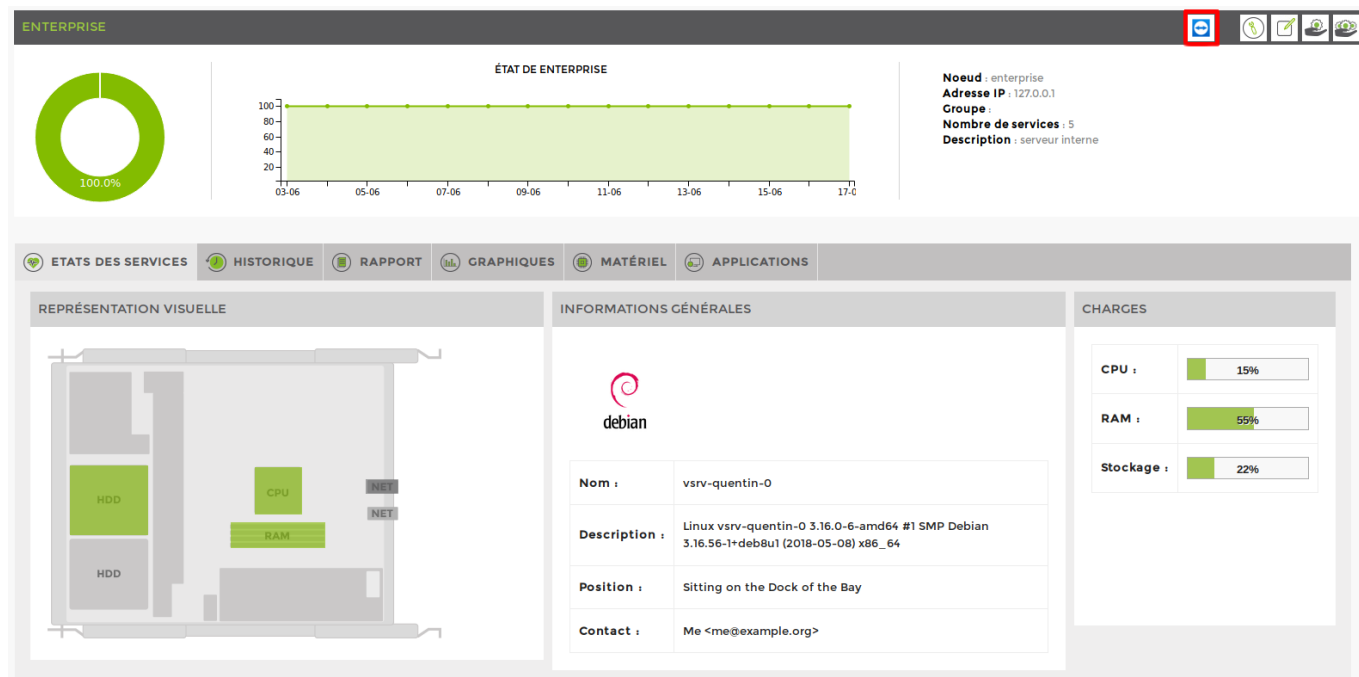 ENTERPRISE
100.0%
ÉTAT DE ENTERPRISE
100
80
60
40
20
03-06 05-06 07-06 09-06 11-06 13-06 15-06 17-0
Noeud : enterprise
Adresse IP : 127.0.0.1
Groupe :
Nombre de services : 5
Description : serveur interne
ETATS DES SERVICES HISTORIQUE RAPPORT GRAPHIQUES MATÉRIEL APPLICATIONS
REPRÉSENTATION VISUELLE
HDD
CPU
NET
NET
RAM
HDD
INFORMATIONS GÉNÉRALES
debian
Nom : vsrv-quentin-0
Description : Linux vsrv-quentin-0 3.16.0-6-amd64 #1 SMP Debian
3.16.56-1+deb8u1 (2018-05-08) x86_64
Position : Sitting on the Dock of the Bay
Contact : Me <me@example.org>
CHARGES
CPU : 15%
RAM : 55%
Stockage : 22%